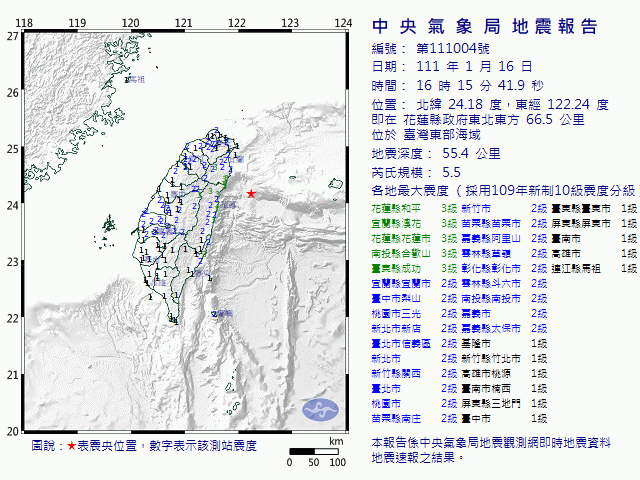 中央氣象局地震報告
編號： 第111004號
日期： 111 年 1 月 16 日
時間： 16 時 15 分 41.9 秒
位置： 北緯 24.18 度，東經 122.24 度
即在 花蓮縣政府東北東方 66.5 公里
位於 臺灣東部海域
地震深度： 55.4 公里
芮氏規模： 5.5
各地最大震度（採用109年新制10級震度分級）
花蓮縣和平 3級 新竹市 2級 臺東縣臺東市 1級
宜蘭縣澳花 3級 苗栗縣苗栗市 2級 屏東縣屏東市 1級
花蓮縣花蓮市 3級 嘉義縣阿里山 2級 臺南市 1級
南投縣合歡山 3級 雲林縣草嶺 2級 高雄市 1級
臺東縣成功 3級 彰化縣彰化市 2級 連江縣馬祖 1級
宜蘭縣宜蘭市 2級 雲林縣斗六市 2級
臺中市梨山 2級 南投縣南投市 2級
桃園市三光 2級 嘉義市 2級
新北市新店 2級 嘉義縣太保市 2級
臺北市信義區 2級 基隆市 1級
新北市 2級 新竹縣竹北市 1級
新竹縣關西 2級 高雄市桃源 1級
臺北市 2級 臺南市楠西 1級
桃園市 2級 屏東縣三地門 1級
苗栗縣南庄 2級 臺中市 1級
本報告係中央氣象局地震觀測網即時地震資料
地震速報之結果。
118 119 120 121 122 123 124
27
26
25
24
23
22
21
20
馬祖
圖說：★表震央位置，數字表示該測站震度
km
0 50 100